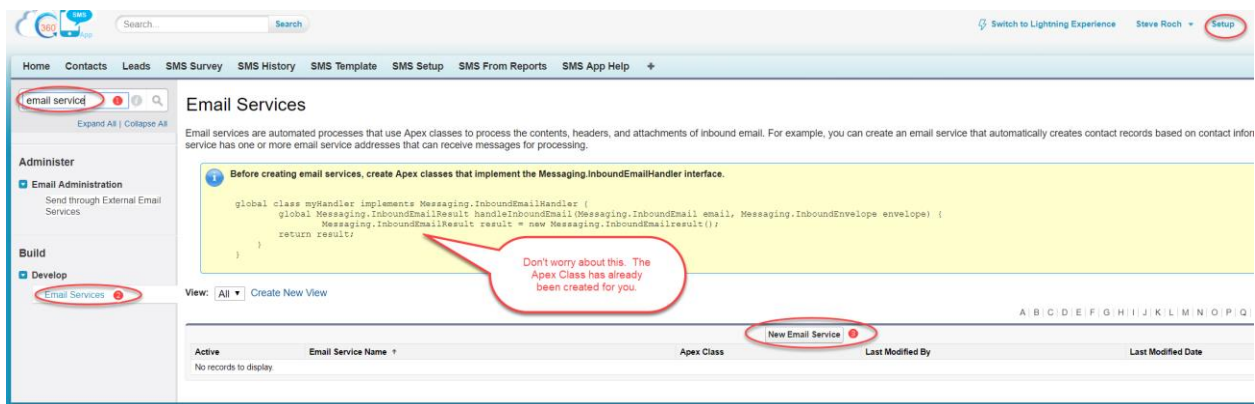 360
SMS
App
Search...
Search
Switch to Lightning Experience
Steve Roch
Setup
Home Contacts Leads SMS Survey SMS History SMS Template SMS Setup SMS From Reports SMS App Help +
email service
1
Expand All | Collapse All
Administer
Email Administration
Send through External Email
Services
Build
Develop
Email Services
2
Email Services
Email services are automated processes that use Apex classes to process the contents, headers, and attachments of inbound email. For example, you can create an email service that automatically creates contact records based on contact infor
service has one or more email service addresses that can receive messages for processing.
Before creating email services, create Apex classes that implement the Messaging.InboundEmailHandler interface.
global class myHandler implements Messaging.InboundEmailHandler {
global Messaging.InboundEmailResult handleInboundEmail(Messaging.InboundEmail email, Messaging.InboundEnvelope envelope) {
Messaging.InboundEmailResult result = new Messaging.InboundEmailresult();
return result;
}
}
Don't worry about this. The
Apex Class has already
been created for you.
View: All Create New View
A | B | C | D | E | F | G | H | I | J | K | L | M | N | O | P | Q |
New Email Service
3
Active Email Service Name ↑ Apex Class Last Modified By Last Modified Date
No records to display.